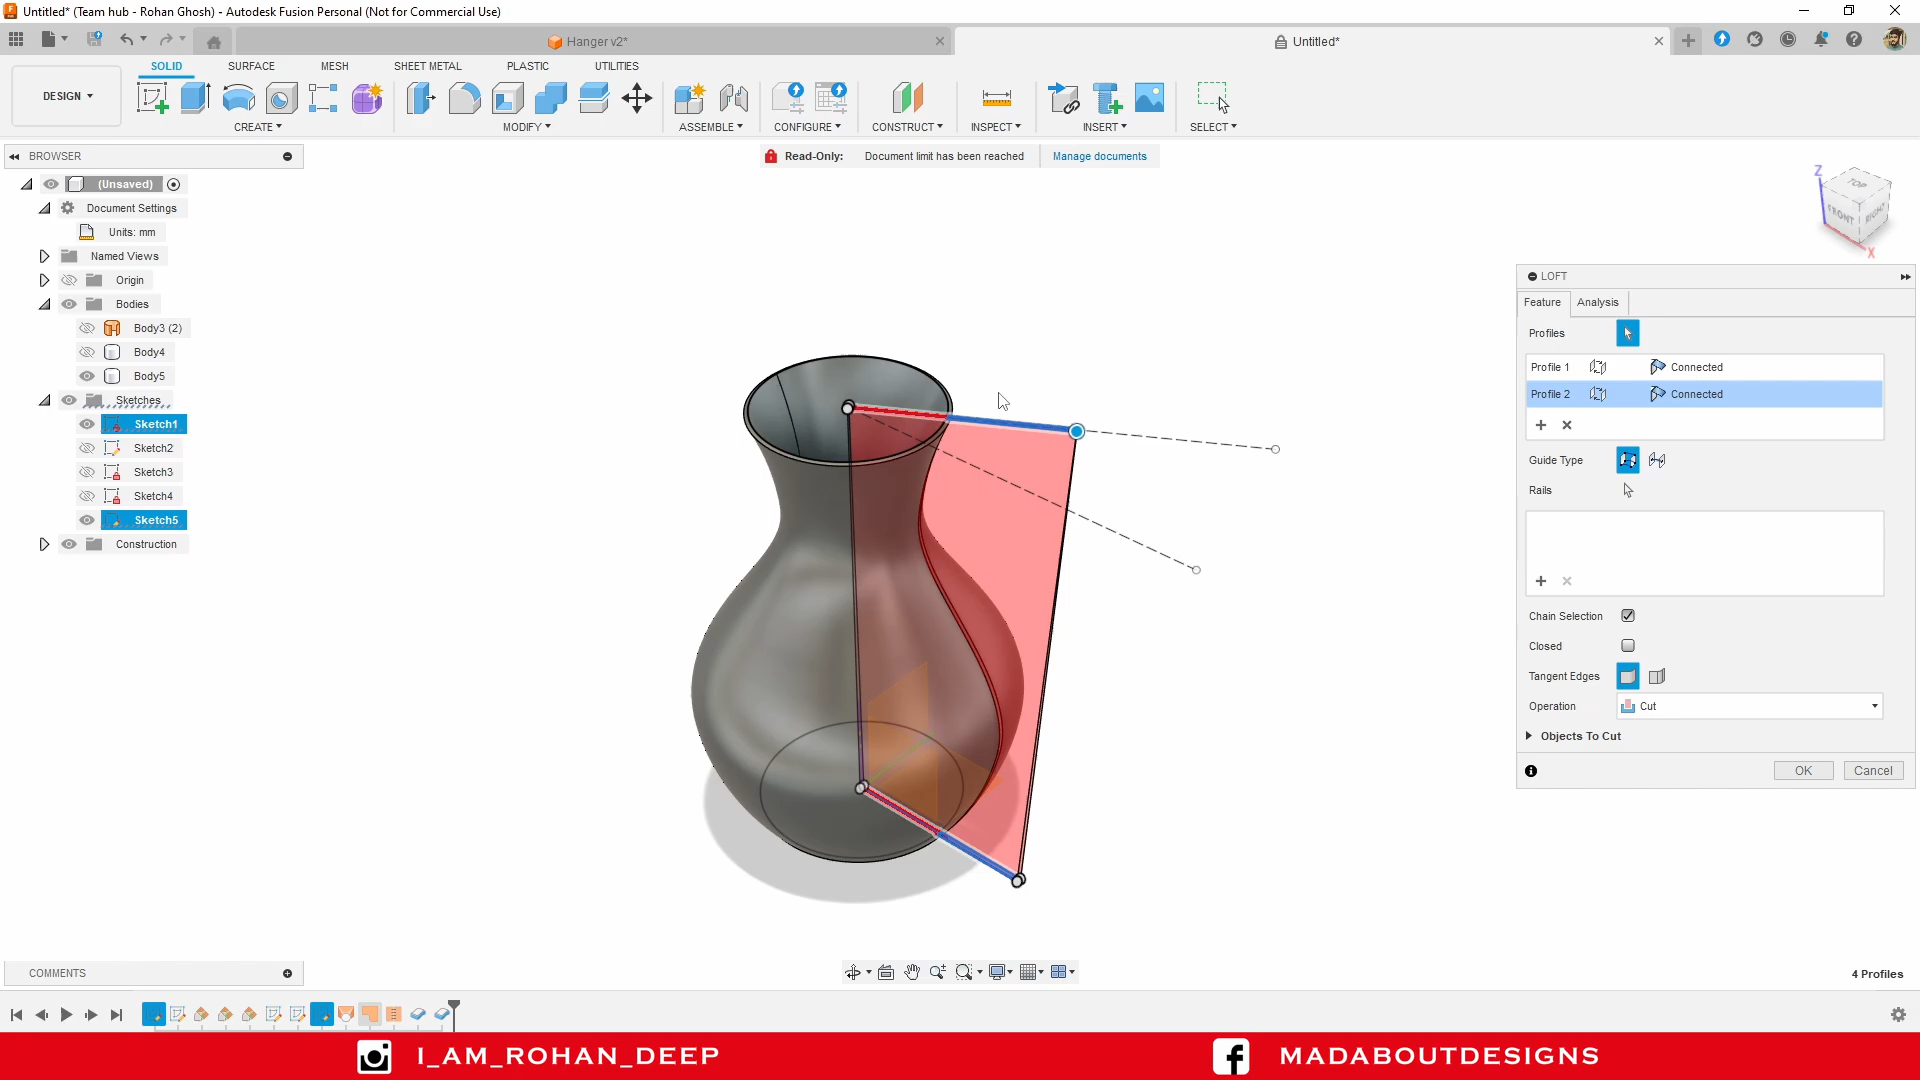 Untitled* (Team hub - Rohan Ghosh) - Autodesk Fusion Personal (Not for Commercial Use)
Hanger v2*
Untitled*
DESIGN
SOLID
SURFACE
MESH
SHEET METAL
PLASTIC
UTILITIES
CREATE
MODIFY
ASSEMBLE
CONFIGURE
CONSTRUCT
INSPECT
INSERT
SELECT
BROWSER
Read-Only: Document limit has been reached Manage documents
(Unsaved)
Document Settings
Units: mm
Named Views
Origin
Bodies
Body3 (2)
Body4
Body5
Sketches
Sketch1
Sketch2
Sketch3
Sketch4
Sketch5
Construction
Z
TOP
FRONT
RIGHT
X
LOFT
Feature
Analysis
Profiles
Profile 1 Connected
Profile 2 Connected
Guide Type
Rails
Chain Selection
Closed
Tangent Edges
Operation Cut
Objects To Cut
OK
Cancel
COMMENTS
4 Profiles
I_AM_ROHAN_DEEP
MADABOUTDESIGNS